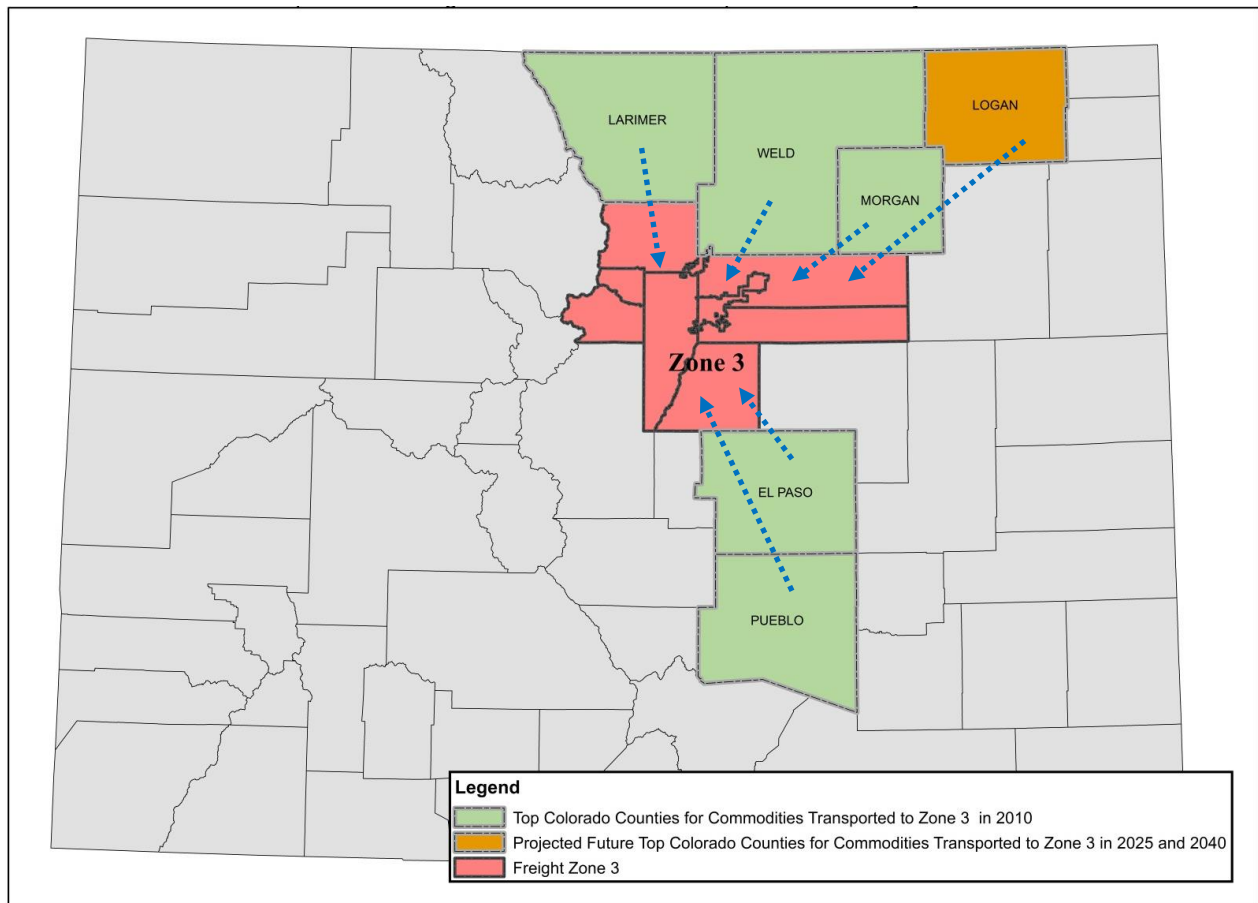 LOGAN
LARIMER
WELD
MORGAN
Zone 3
EL PASO
PUEBLO
Legend
Top Colorado Counties for Commodities Transported to Zone 3 in 2010
Projected Future Top Colorado Counties for Commodities Transported to Zone 3 in 2025 and 2040
Freight Zone 3